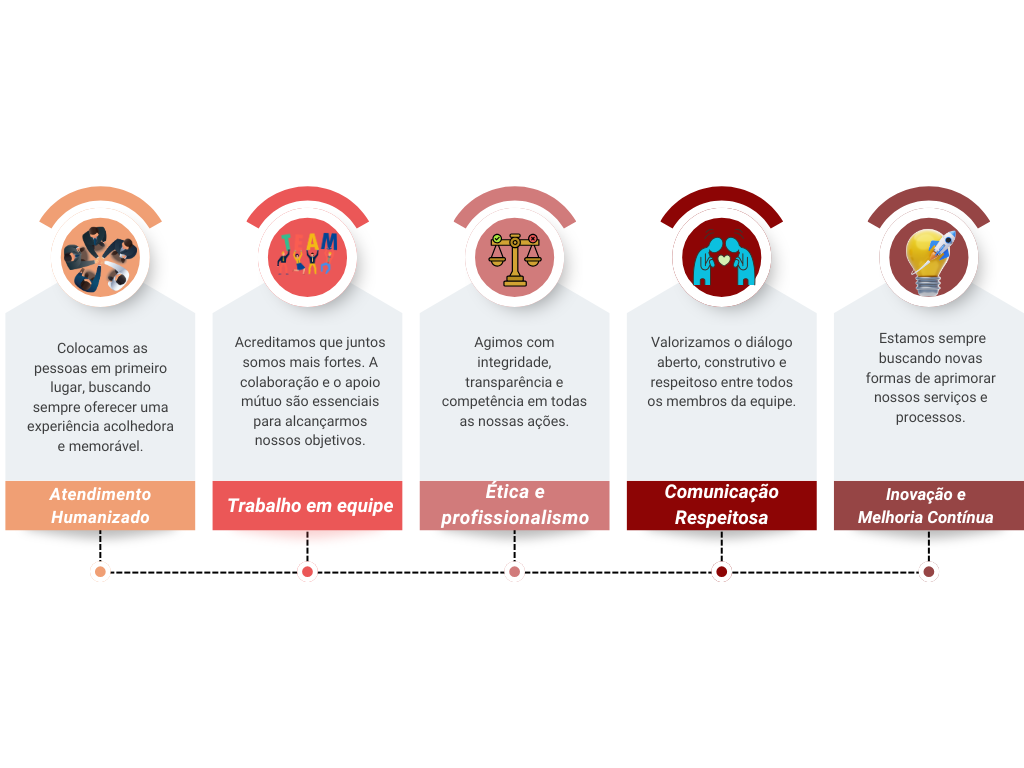 Colocamos as
pessoas em primeiro
lugar, buscando
sempre oferecer uma
experiência acolhedora
e memorável.
Atendimento
Humanizado
TEAM
Acreditamos que juntos
somos mais fortes. A
colaboração e o apoio
mútuo são essenciais
para alcançarmos
nossos objetivos.
Trabalho em equipe
Agimos com
integridade,
transparência e
competência em todas
as nossas ações.
Ética e
profissionalismo
Valorizamos o diálogo
aberto, construtivo e
respeitoso entre todos
os membros da equipe.
Comunicação
Respeitosa
Estamos sempre
buscando novas
formas de aprimorar
nossos serviços e
processos.
Inovação e
Melhoria Contínua